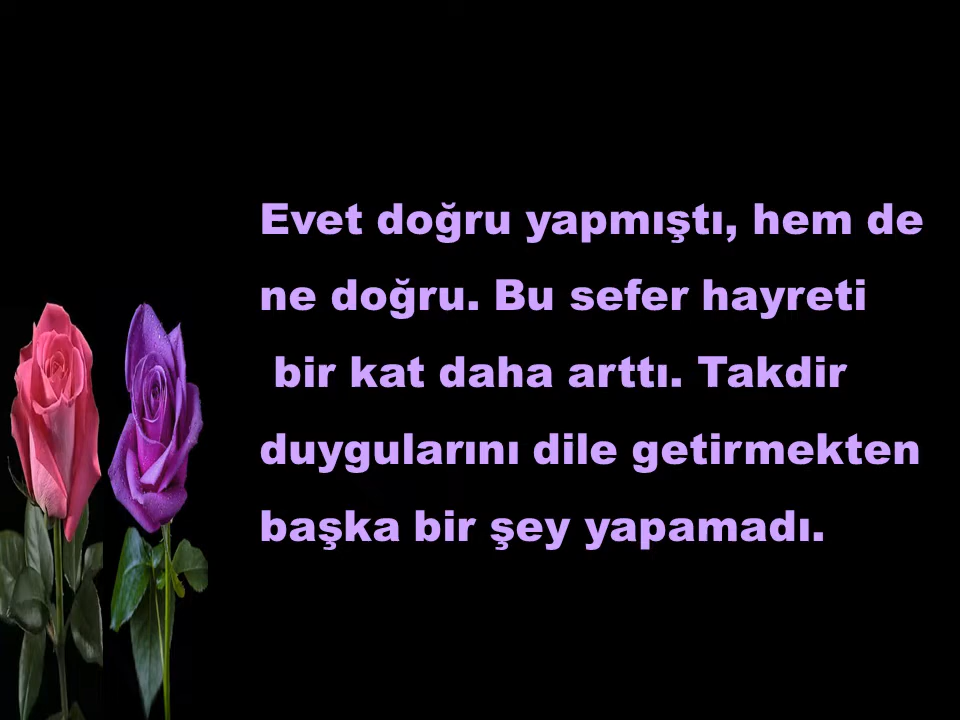 Evet doğru yapmıştı, hem de
ne doğru. Bu sefer hayreti
bir kat daha arttı. Takdir
duygularını dile getirmekten
başka bir şey yapamadı.